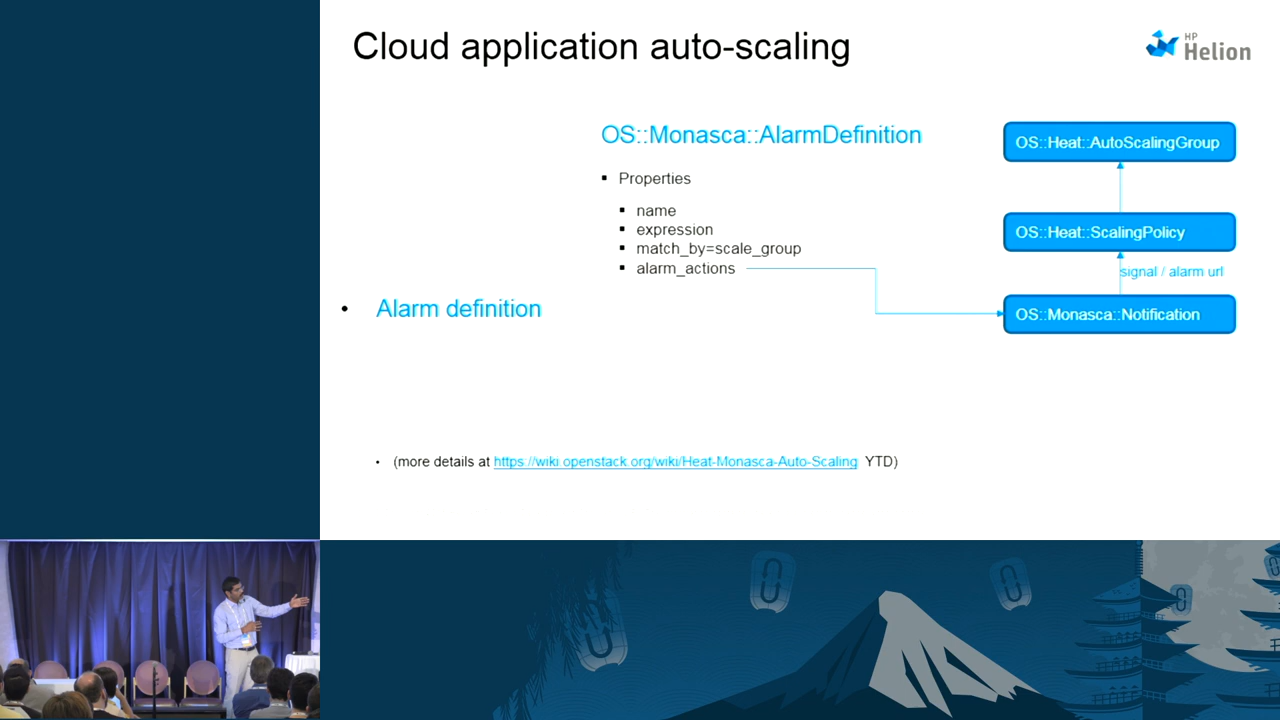 Cloud application auto-scaling
HP
Helion
OS::Monasca::AlarmDefinition
▪ Properties
▪ name
▪ expression
▪ match_by=scale_group
▪ alarm_actions
OS::Heat::AutoScalingGroup
OS::Heat::ScalingPolicy
signal / alarm url
OS::Monasca::Notification
• Alarm definition
• (more details at https://wiki.openstack.org/wiki/Heat-Monasca-Auto-Scaling YTD)